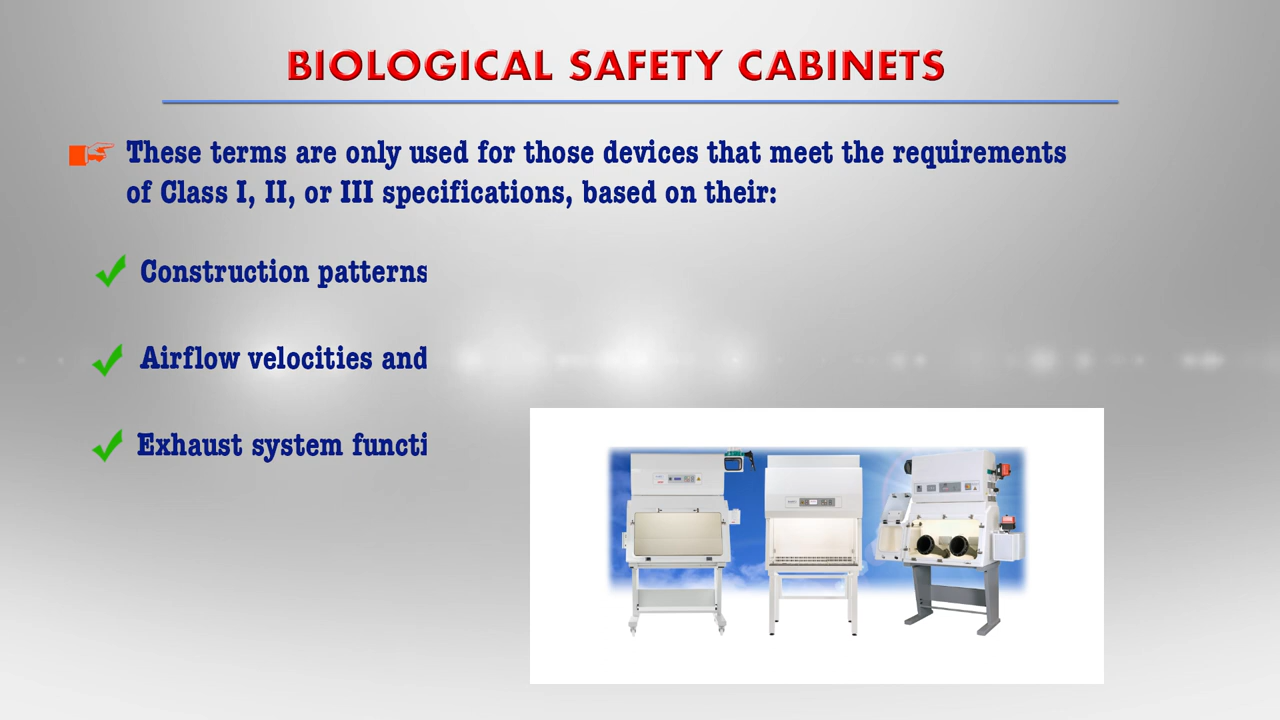 BIOLOGICAL SAFETY CABINETS
These terms are only used for those devices that meet the requirements
of Class I, II, or III specifications, based on their:
Construction patterns
Airflow velocities and
Exhaust system functi